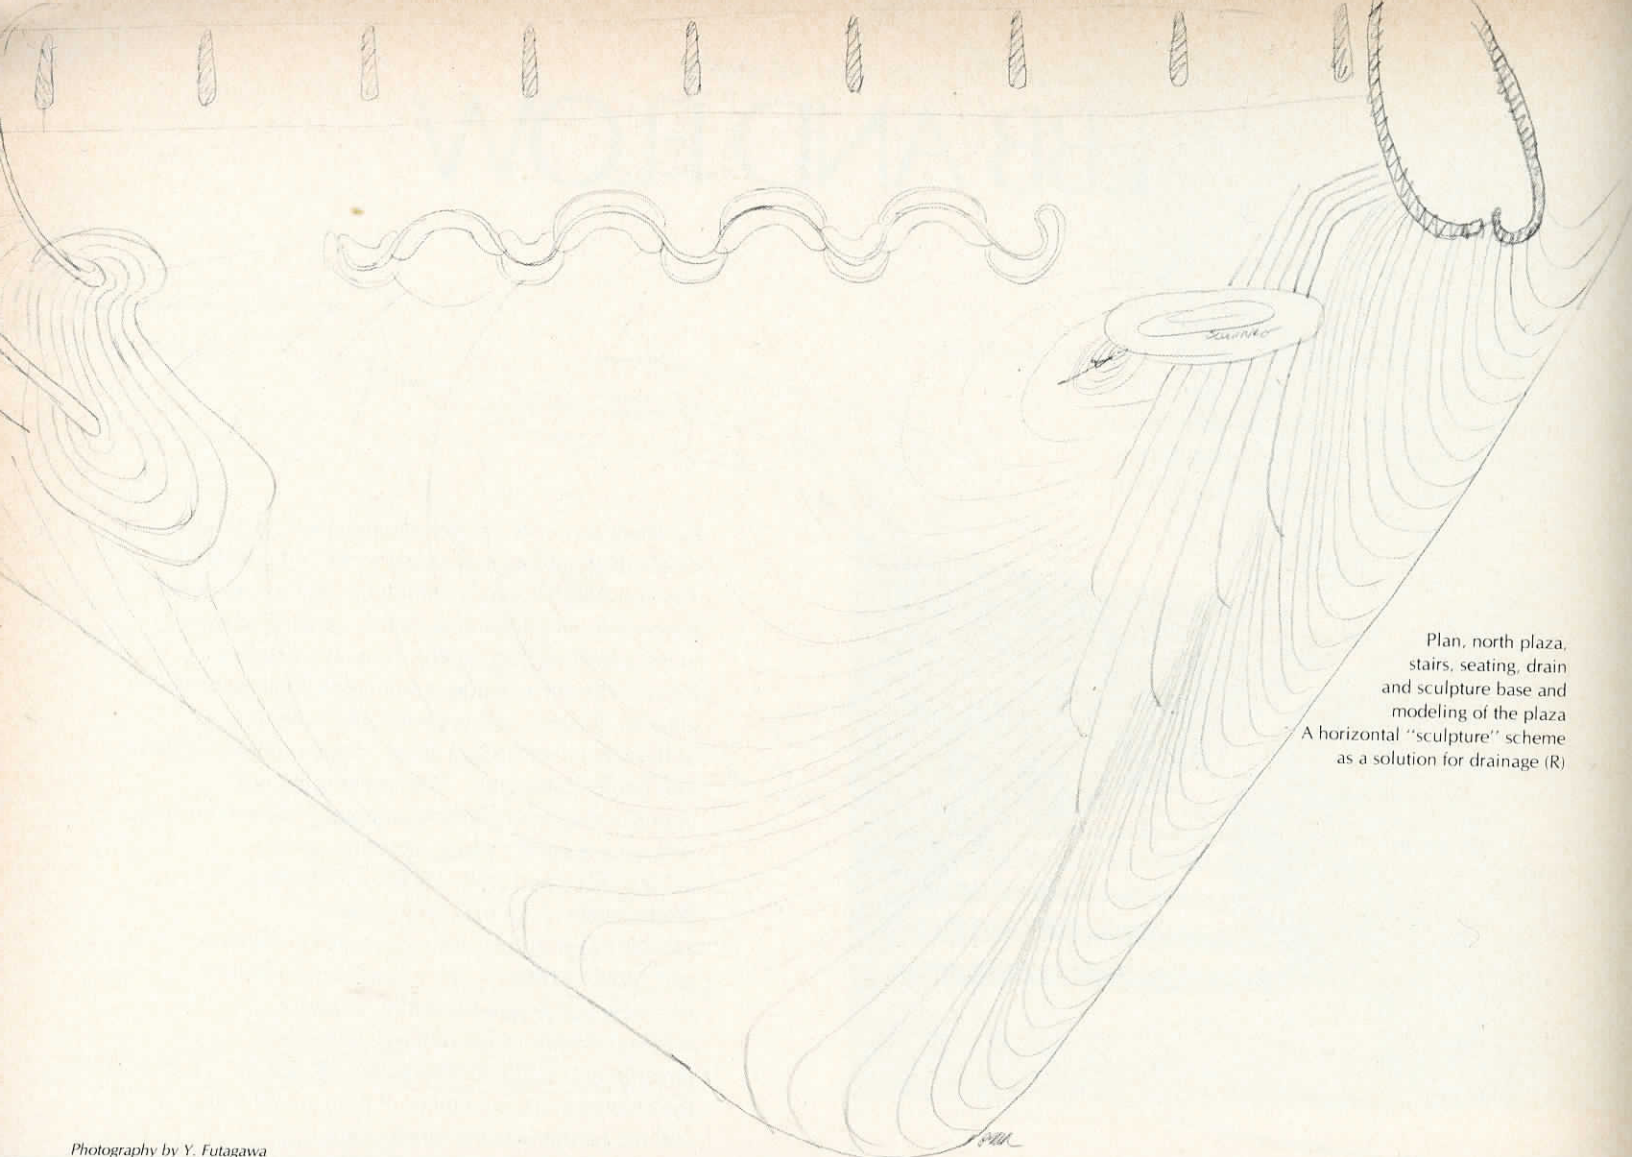 Plan, north plaza,
stairs, seating, drain
and sculpture base and
modeling of the plaza
A horizontal “sculpture” scheme
as a solution for drainage (R)
Photography by Y. Futagawa